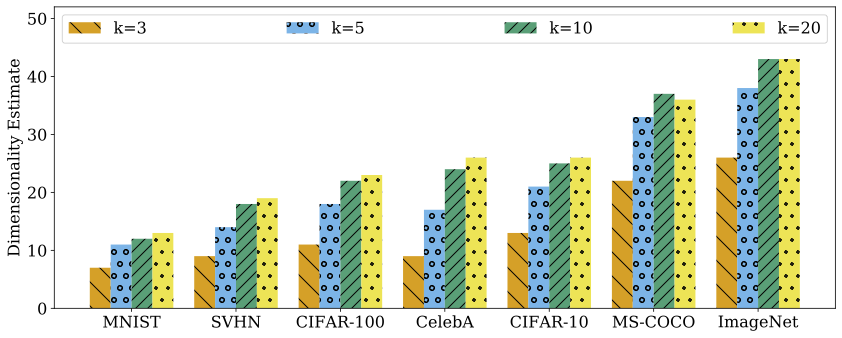 k=3 k=5 k=10 k=20
Dimensionality Estimate
50
40
30
20
10
0
MNIST SVHN CIFAR-100 CelebA CIFAR-10 MS-COCO ImageNet